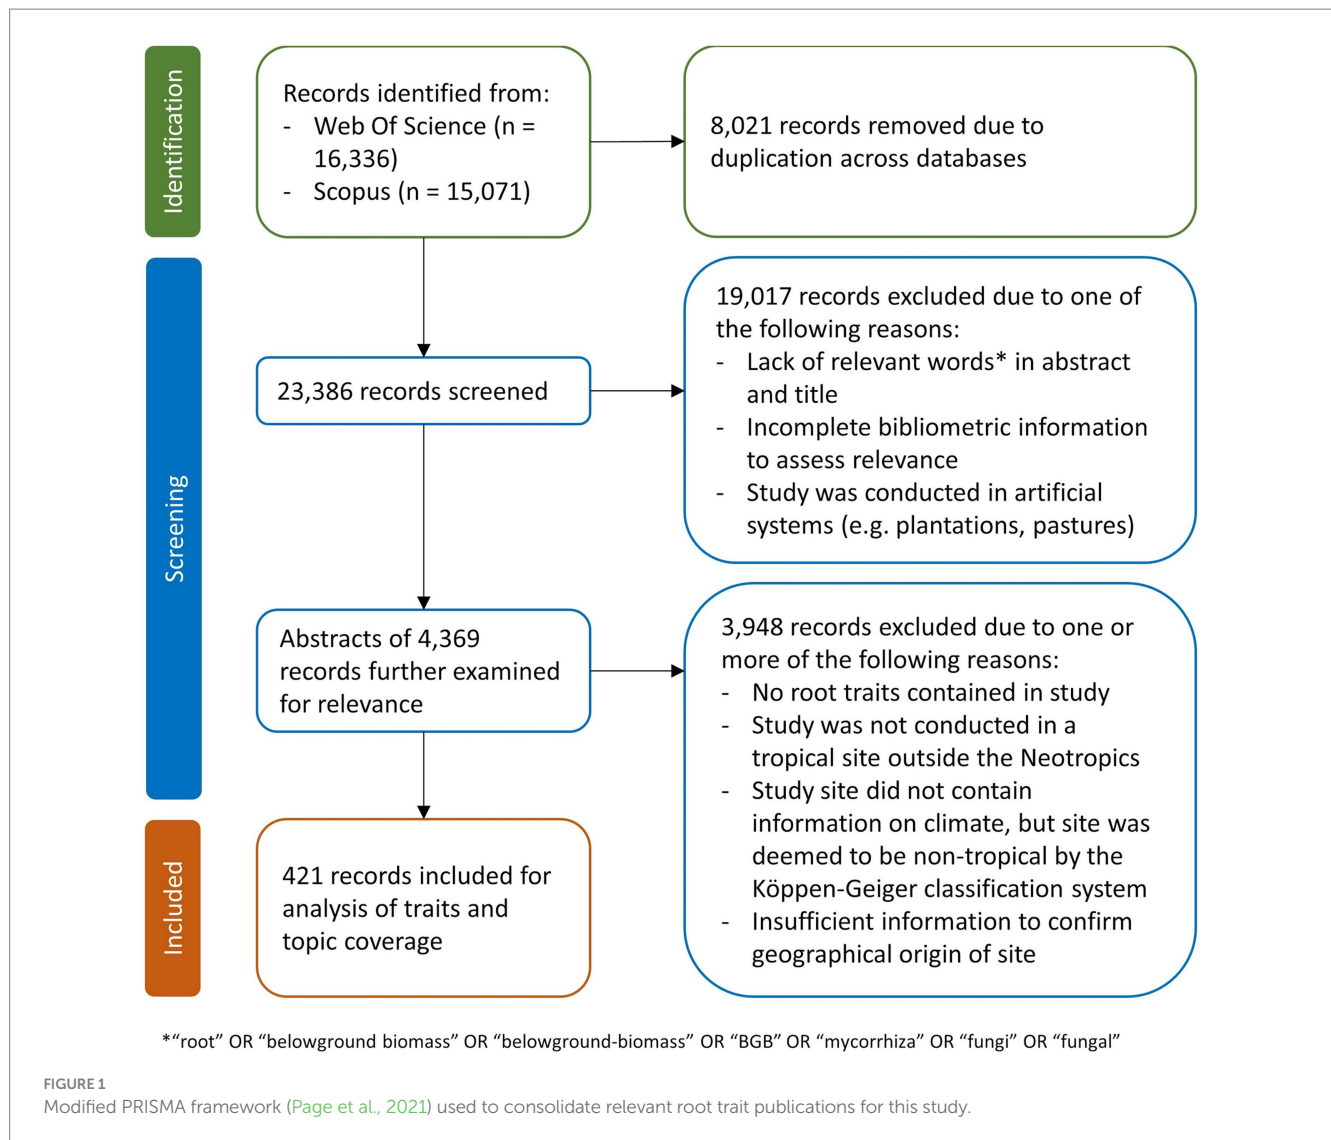 Identification
Records identified from:
- Web Of Science (n =
16,336)
- Scopus (n = 15,071)
8,021 records removed due to
duplication across databases
Screening
23,386 records screened
19,017 records excluded due to one of
the following reasons:
- Lack of relevant words* in abstract
and title
- Incomplete bibliometric information
to assess relevance
- Study was conducted in artificial
systems (e.g. plantations, pastures)
Abstracts of 4,369
records further examined
for relevance
3,948 records excluded due to one or
more of the following reasons:
- No root traits contained in study
- Study was not conducted in a
tropical site outside the Neotropics
- Study site did not contain
information on climate, but site was
deemed to be non-tropical by the
Köppen-Geiger classification system
- Insufficient information to confirm
geographical origin of site
Included
421 records included for
analysis of traits and
topic coverage
*“root” OR “belowground biomass” OR “belowground-biomass” OR “BGB” OR “mycorrhiza” OR “fungi” OR “fungal”
FIGURE 1
Modified PRISMA framework (Page et al., 2021) used to consolidate relevant root trait publications for this study.